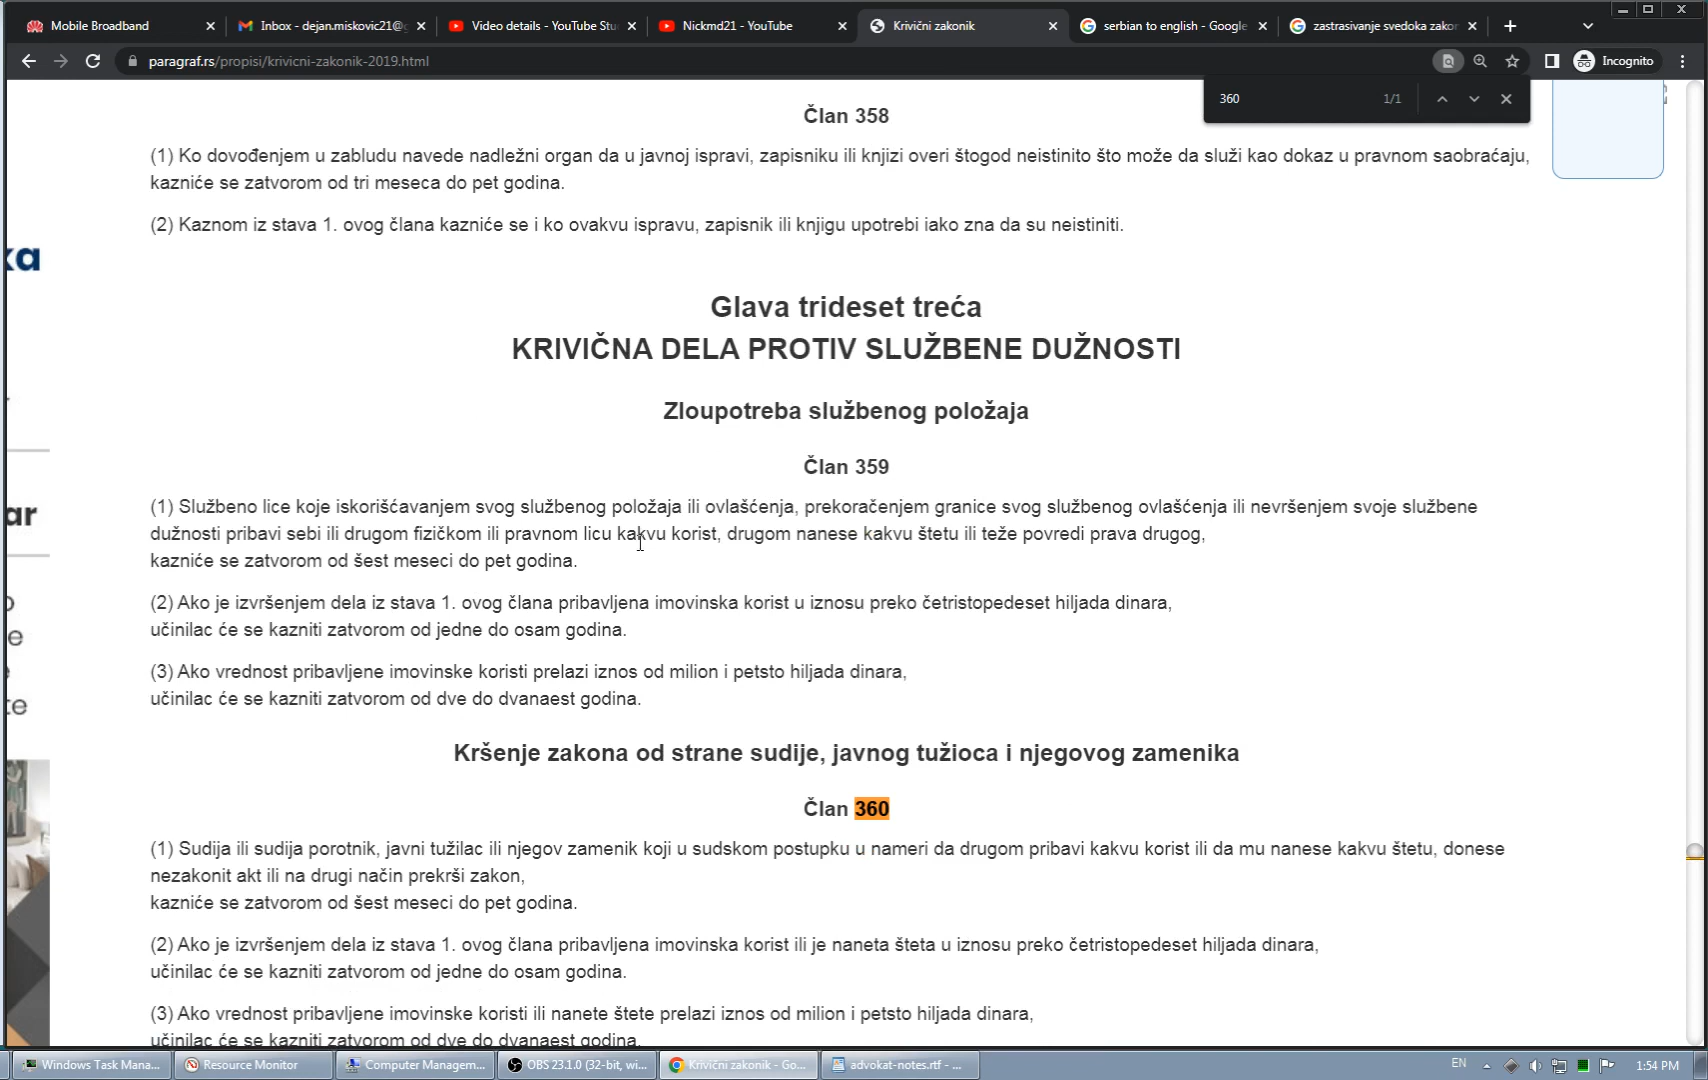 Mobile Broadband
Inbox - dejan.miskovic21@g
Video details - YouTube Stu
Nickmd21 - YouTube
Krivični zakonik
serbian to english - Google
zastrasivanje svedoka zakon
paragraf.rs/propisi/krivicni-zakonik-2019.html
Incognito
360
1/1
Član 358
(1) Ko dovođenjem u zabludu navede nadležni organ da u javnoj ispravi, zapisniku ili knjizi overi štogod neistinito što može da služi kao dokaz u pravnom saobraćaju,
kazniće se zatvorom od tri meseca do pet godina.
(2) Kaznom iz stava 1. ovog člana kazniće se i ko ovakvu ispravu, zapisnik ili knjigu upotrebi iako zna da su neistiniti.
ka
Glava trideset treća
KRIVIČNA DELA PROTIV SLUŽBENE DUŽNOSTI
Zloupotreba službenog položaja
Član 359
(1) Službeno lice koje iskorišćavanjem svog službenog položaja ili ovlašćenja, prekoračenjem granice svog službenog ovlašćenja ili nevršenjem svoje službene
ar
dužnosti pribavi sebi ili drugom fizičkom ili pravnom licu kakvu korist, drugom nanese kakvu štetu ili teže povredi prava drugog,
kazniće se zatvorom od šest meseci do pet godina.
(2) Ako je izvršenjem dela iz stava 1. ovog člana pribavljena imovinska korist u iznosu preko četristopedeset hiljada dinara,
učinilac će se kazniti zatvorom od jedne do osam godina.
(3) Ako vrednost pribavljene imovinske koristi prelazi iznos od milion i petsto hiljada dinara,
učinilac će se kazniti zatvorom od dve do dvanaest godina.
Kršenje zakona od strane sudije, javnog tužioca i njegovog zamenika
Član 360
(1) Sudija ili sudija porotnik, javni tužilac ili njegov zamenik koji u sudskom postupku u nameri da drugom pribavi kakvu korist ili da mu nanese kakvu štetu, donese
nezakonit akt ili na drugi način prekrši zakon,
kazniće se zatvorom od šest meseci do pet godina.
(2) Ako je izvršenjem dela iz stava 1. ovog člana pribavljena imovinska korist ili je naneta šteta u iznosu preko četristopedeset hiljada dinara,
učinilac će se kazniti zatvorom od jedne do osam godina.
(3) Ako vrednost pribavljene imovinske koristi ili nanete štete prelazi iznos od milion i petsto hiljada dinara,
učinilac će se kazniti zatvorom od dve do dvanaest godina.
Windows Task Mana...
Resource Monitor
Computer Managem...
OBS 23.1.0 (32-bit, wi...
Krivični zakonik - Go...
advokat-notes.rtf - ...
EN
1:54 PM